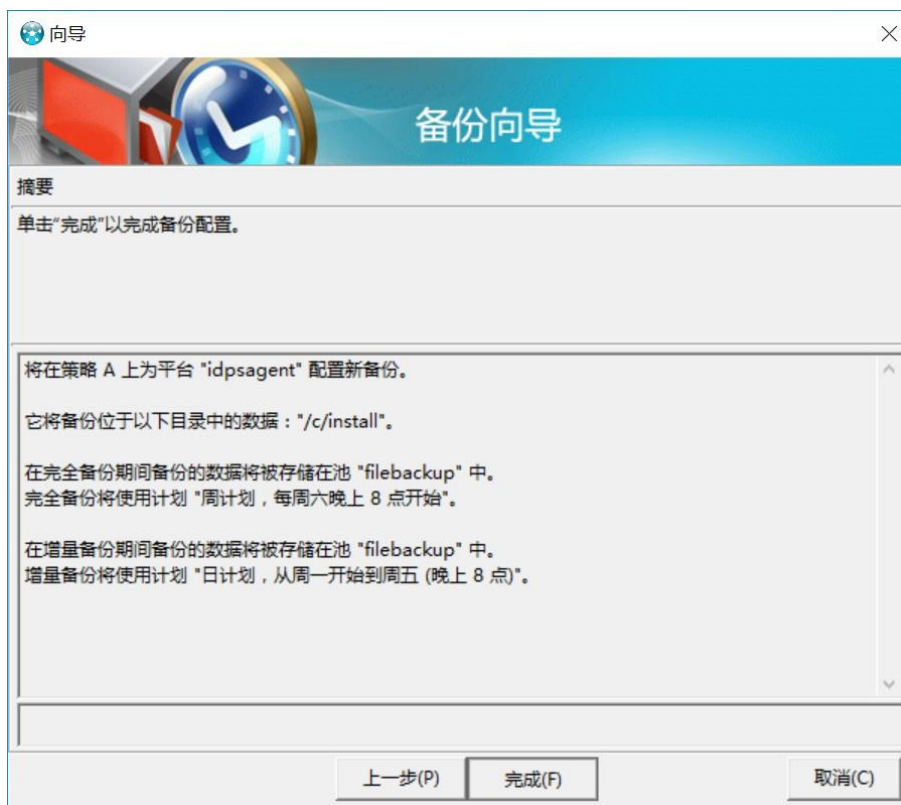 向导
备份向导
摘要
单击“完成”以完成备份配置。
将在策略 A 上为平台 "idpsagent" 配置新备份。
它将备份位于以下目录中的数据："/c/install"。
在完全备份期间备份的数据将被存储在池 "filebackup" 中。
完全备份将使用计划 "周计划，每周六晚上 8 点开始"。
在增量备份期间备份的数据将被存储在池 "filebackup" 中。
增量备份将使用计划 "日计划，从周一开始到周五 (晚上 8 点)"。
上一步(P)
完成(F)
取消(C)